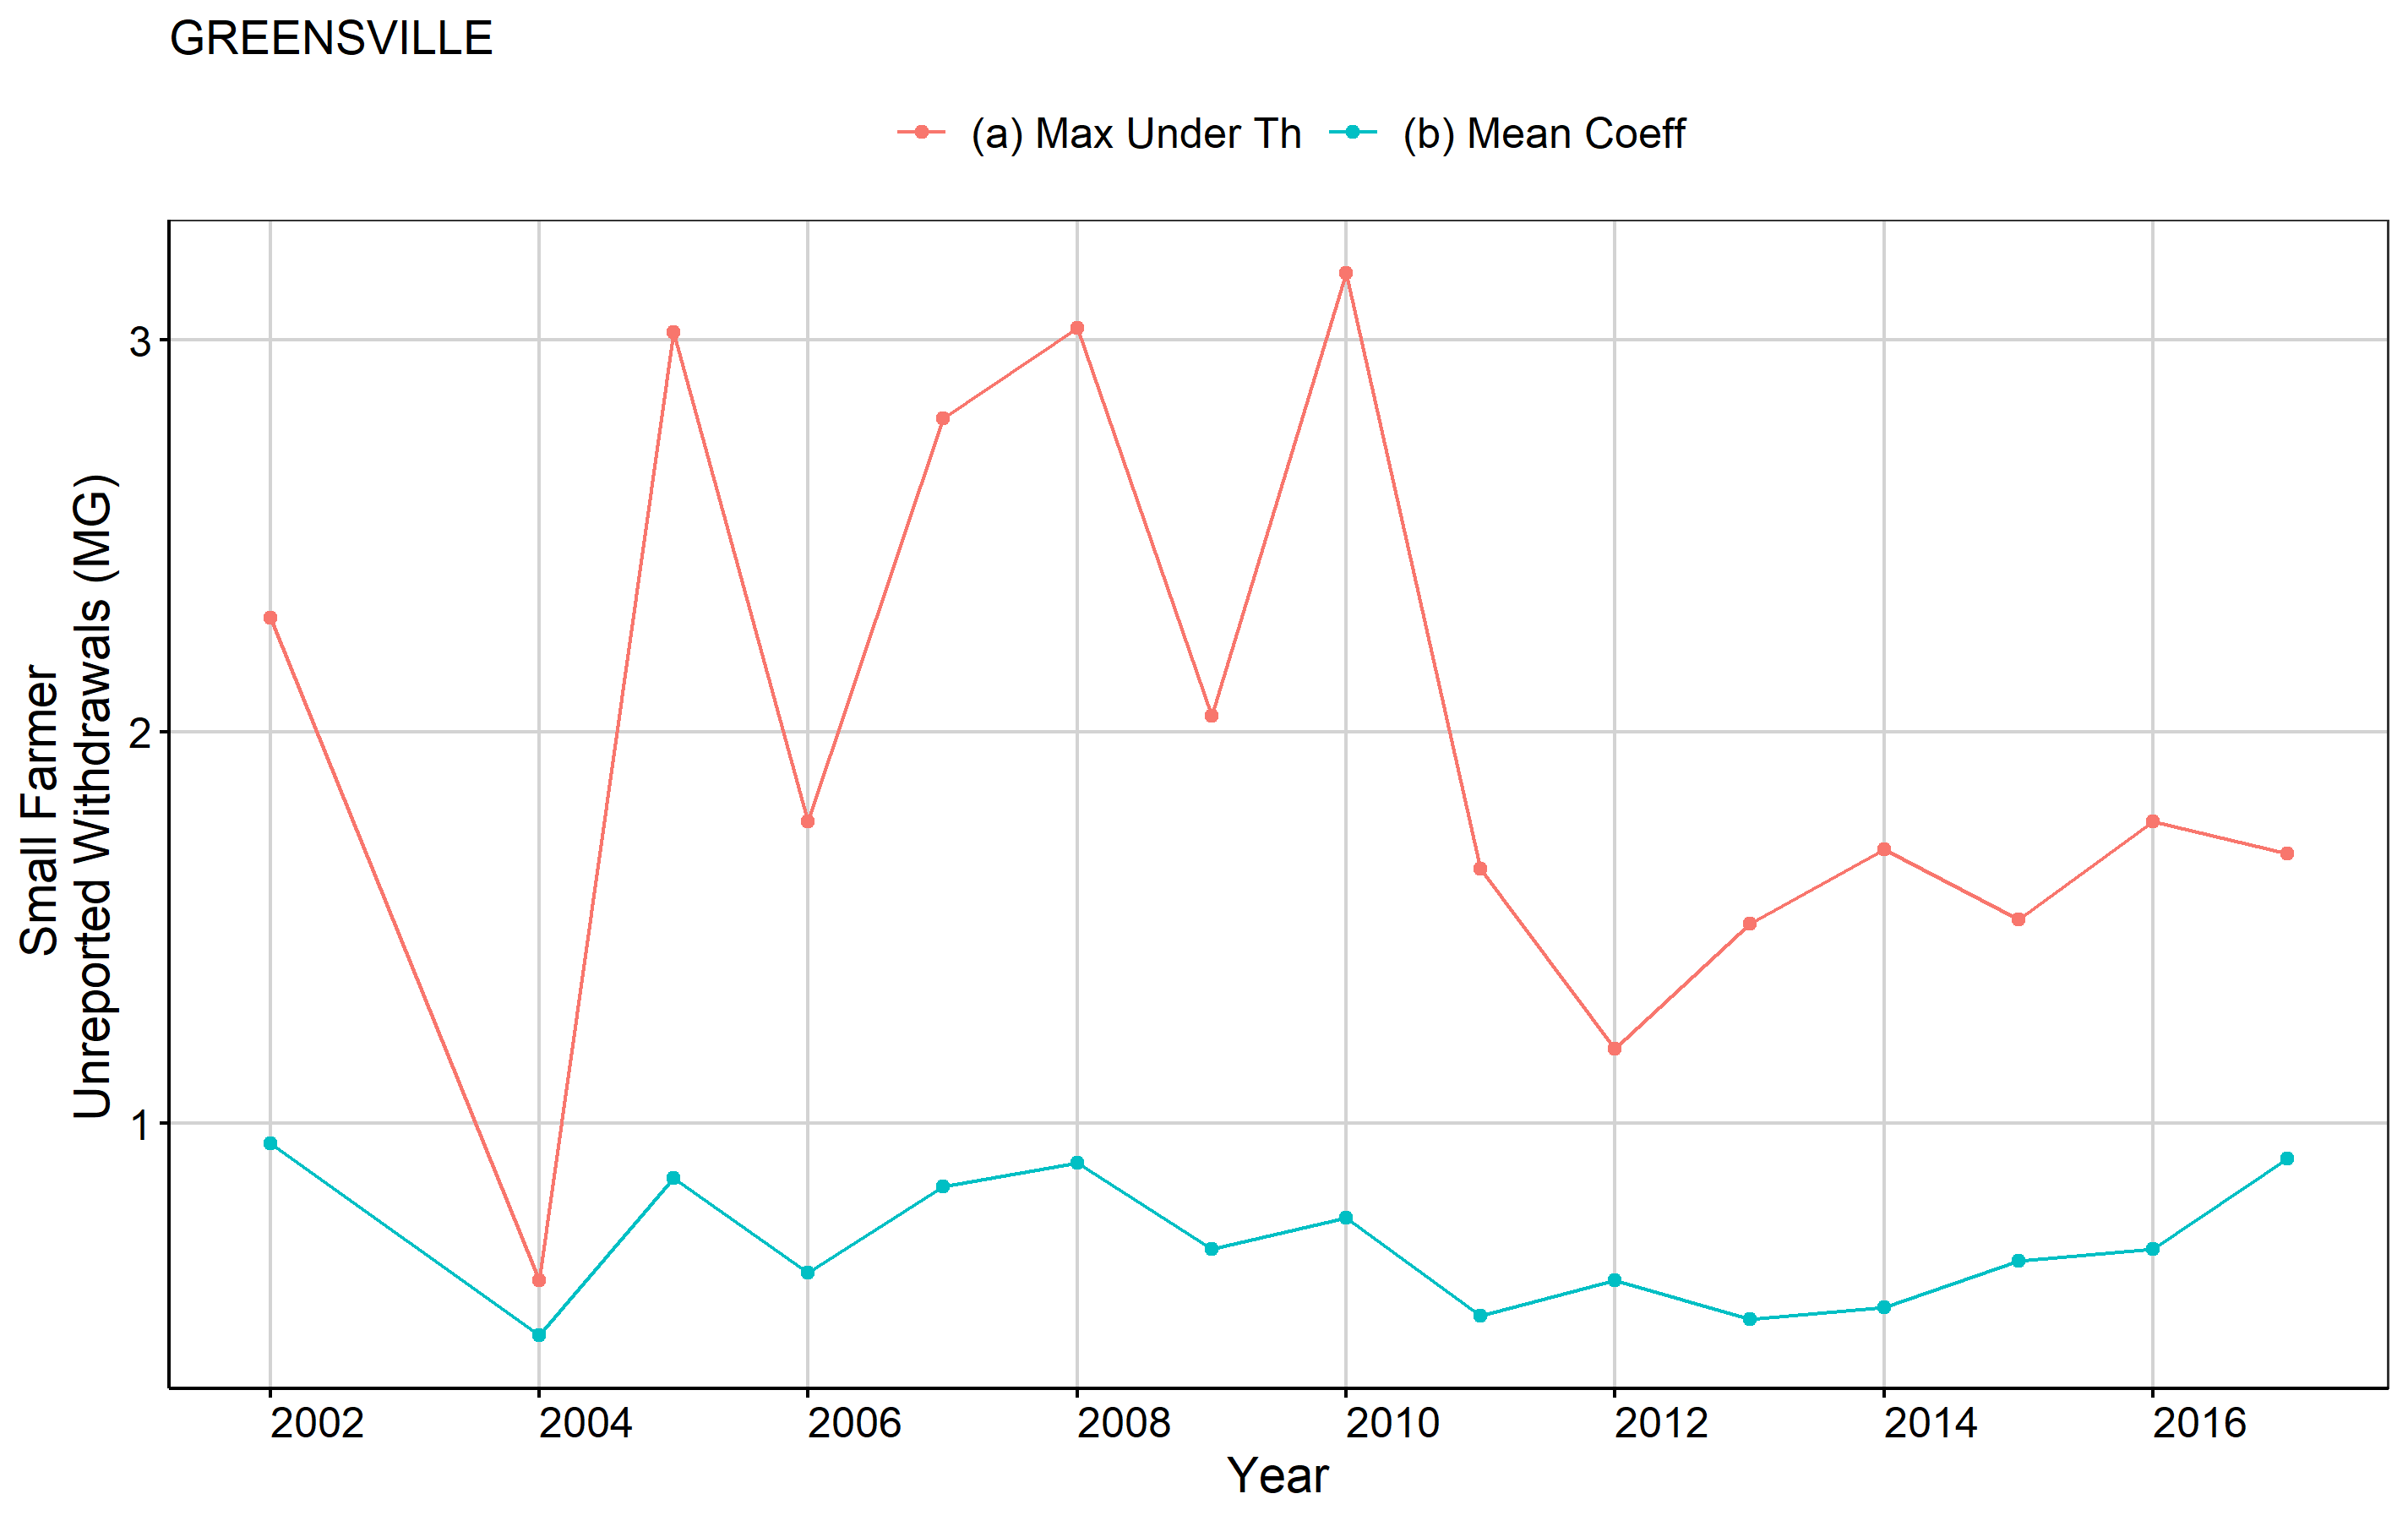 GREENSVILLE
(a) Max Under Th (b) Mean Coeff
Small Farmer
Unreported Withdrawals (MG)
3
2
1
2002 2004 2006 2008 2010 2012 2014 2016
Year